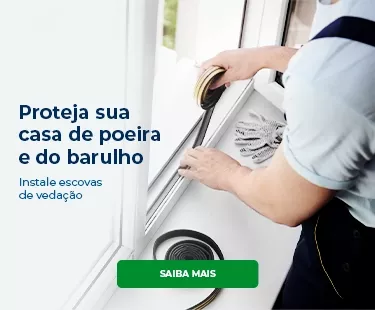 Proteja sua
casa de poeira
e do barulho
Instale escovas
de vedação
SAIBA MAIS